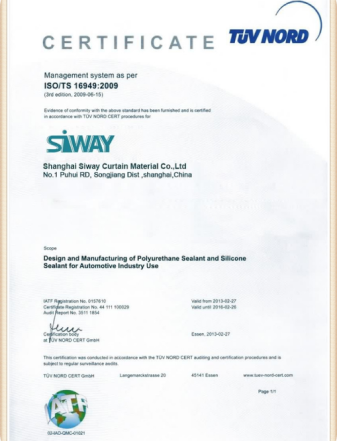 CERTIFICATE
TÜV NORD
Management system as per
ISO/TS 16949:2009
(3rd edition, 2009-06-15)
Evidence of conformity with the above standard has been furnished and is certified
in accordance with TÜV NORD CERT procedures for
SIWAY
Shanghai Siway Curtain Material Co.,Ltd
No.1 Puhui RD, Songjiang Dist ,shanghai,China
Scope
Design and Manufacturing of Polyurethane Sealant and Silicone
Sealant for Automotive Industry Use
IATF Registration No. 0157610
Valid from 2013-02-27
Certificate Registration No. 44 111
Valid until 2016-02-26
Audit Report No. 3511 1854
Certification body
at TÜV NORD CERT GmbH
Essen, 2013-02-27
This certification was conducted in accordance with the TÜV NORD CERT auditing and certification procedures and is
subject to regular surveillance audits.
TÜV NORD CERT GmbH Langemarckstrasse 20 45141 Essen www.tuev-nord-cert.com
Page 1/1
IATF